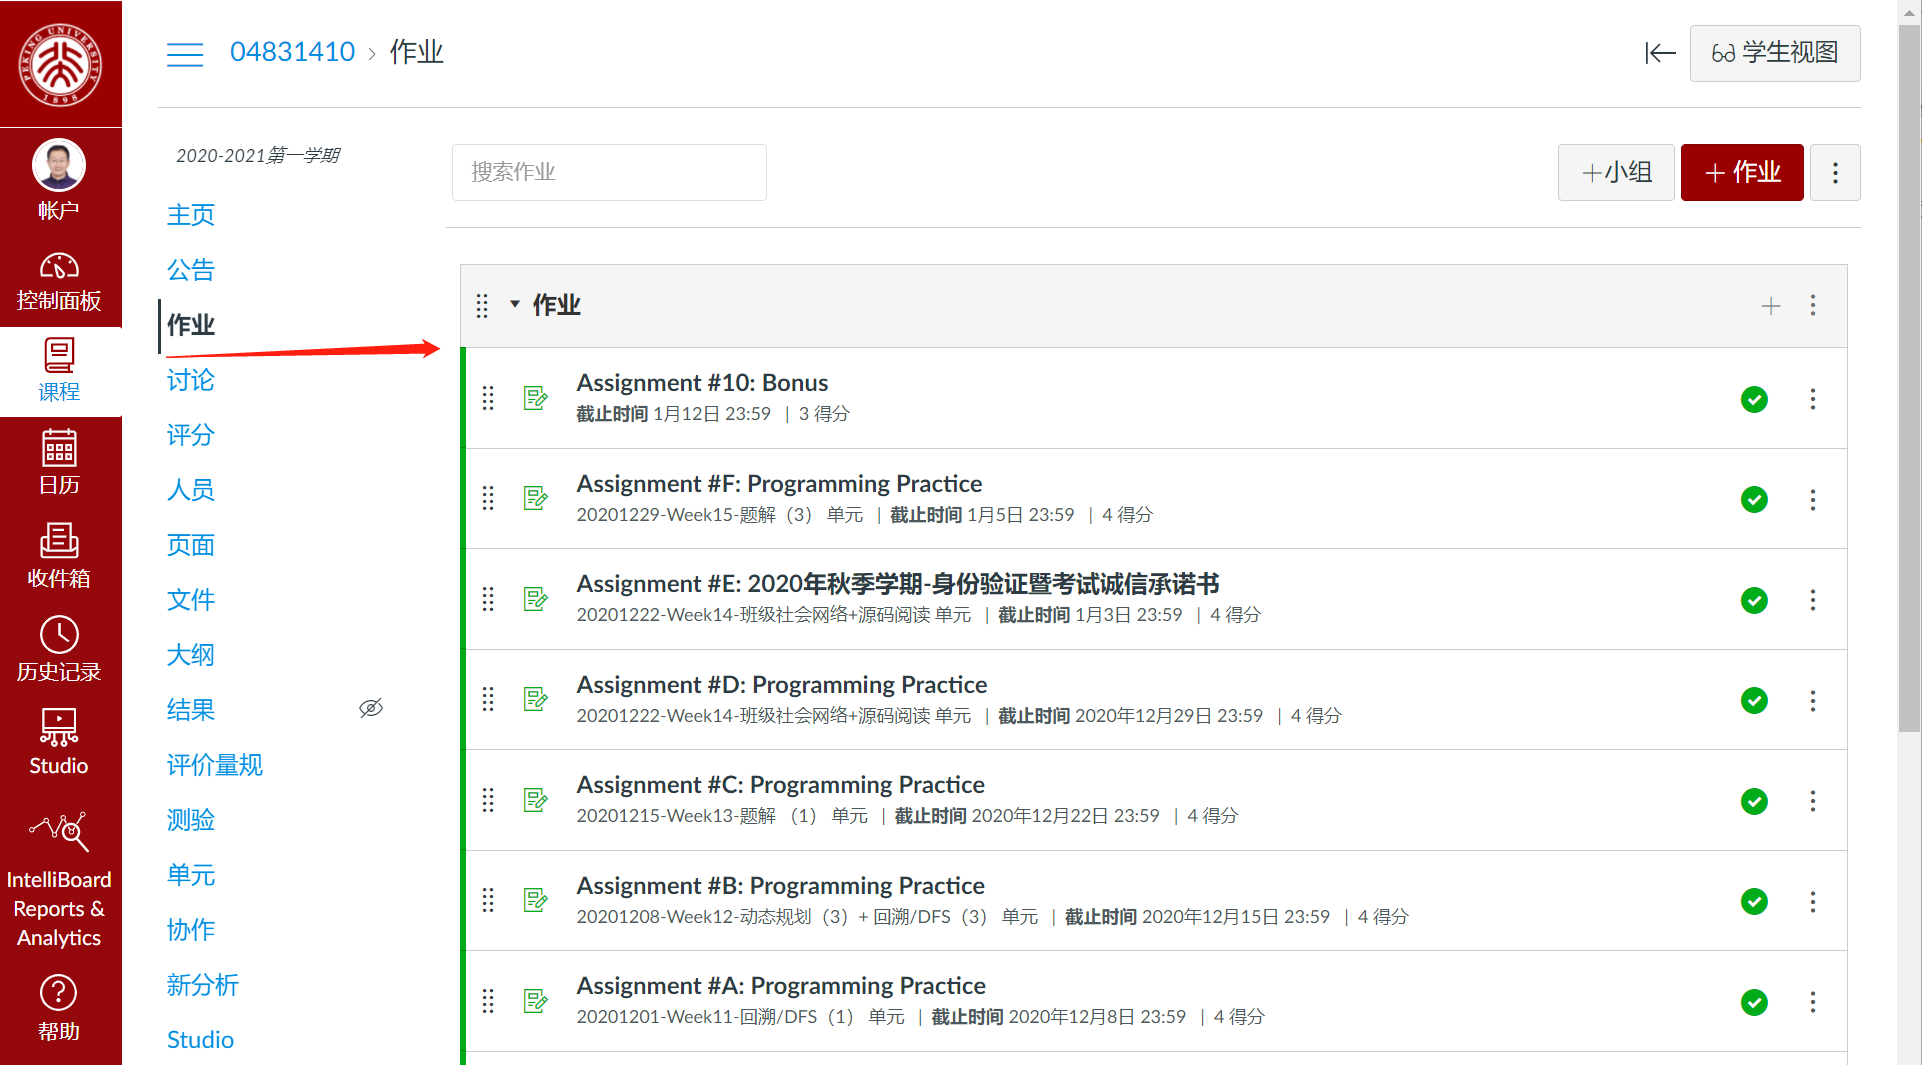 PEKING UNIVERSITY
1898
帐户
控制面板
课程
日历
收件箱
历史记录
Studio
IntelliBoard
Reports &
Analytics
帮助
04831410 › 作业
学生视图
2020-2021第一学期
主页
公告
作业
讨论
评分
人员
页面
文件
大纲
结果
评价量规
测验
单元
协作
新分析
Studio
搜索作业
+小组
+ 作业
作业
Assignment #10: Bonus
截止时间 1月12日 23:59 | 3 得分
Assignment #F: Programming Practice
20201229-Week15-题解（3） 单元 | 截止时间 1月5日 23:59 | 4 得分
Assignment #E: 2020年秋季学期-身份验证暨考试诚信承诺书
20201222-Week14-班级社会网络+源码阅读 单元 | 截止时间 1月3日 23:59 | 4 得分
Assignment #D: Programming Practice
20201222-Week14-班级社会网络+源码阅读 单元 | 截止时间 2020年12月29日 23:59 | 4 得分
Assignment #C: Programming Practice
20201215-Week13-题解 （1） 单元 | 截止时间 2020年12月22日 23:59 | 4 得分
Assignment #B: Programming Practice
20201208-Week12-动态规划（3）+ 回溯/DFS（3） 单元 | 截止时间 2020年12月15日 23:59 | 4 得分
Assignment #A: Programming Practice
20201201-Week11-回溯/DFS（1） 单元 | 截止时间 2020年12月8日 23:59 | 4 得分